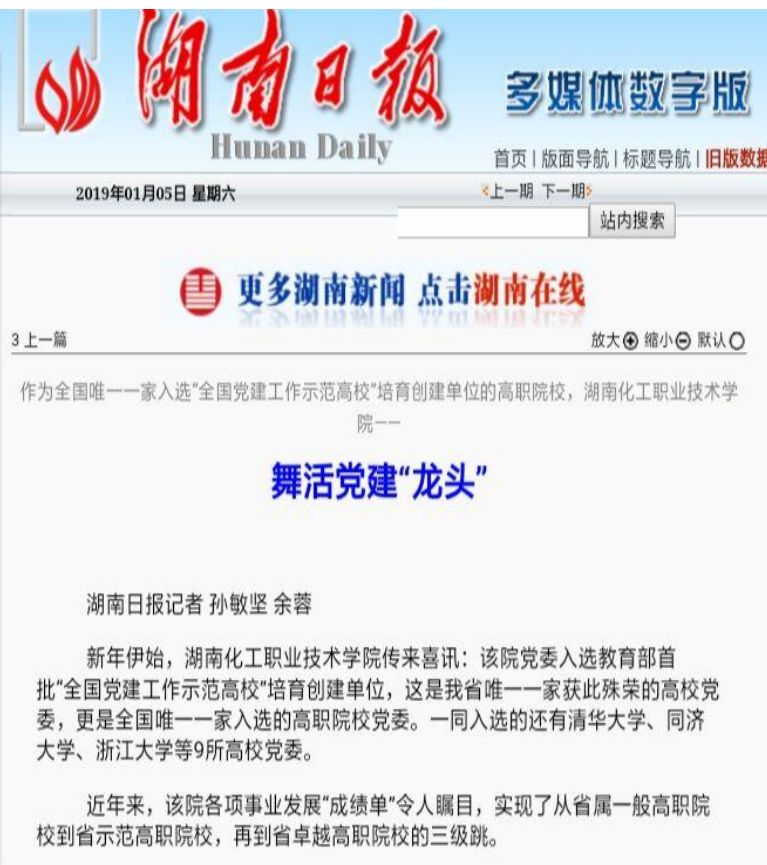 湖南日报
Hunan Daily
多媒体数字版
首页 | 版面导航 | 标题导航 | 旧版数据
2019年01月05日 星期六
上一期 下一期
站内搜索
更多湖南新闻 点击湖南在线
3 上一篇
放大 缩小 默认
作为全国唯一一家入选“全国党建工作示范高校”培育创建单位的高职院校，湖南化工职业技术学
院——
舞活党建“龙头”
湖南日报记者 孙敏坚 余蓉
新年伊始，湖南化工职业技术学院传来喜讯：该院党委入选教育部首
批“全国党建工作示范高校”培育创建单位，这是我省唯一一家获此殊荣的高校党
委，更是全国唯一一家入选的高职院校党委。一同入选的还有清华大学、同济
大学、浙江大学等9所高校党委。
近年来，该院各项事业发展“成绩单”令人瞩目，实现了从省属一般高职院
校到省示范高职院校，再到省卓越高职院校的三级跳。